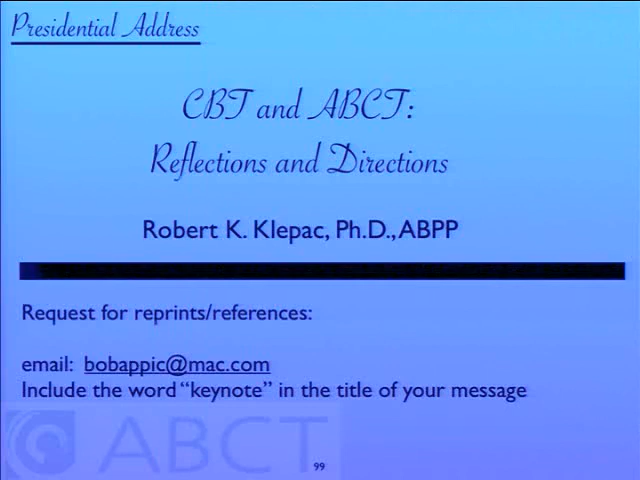 Presidential Address
CBT and ABCT:
Reflections and Directions
Robert K. Klepac, Ph.D., ABPP
Request for reprints/references:
email: bobappic@mac.com
Include the word "keynote" in the title of your message
ABCT
99